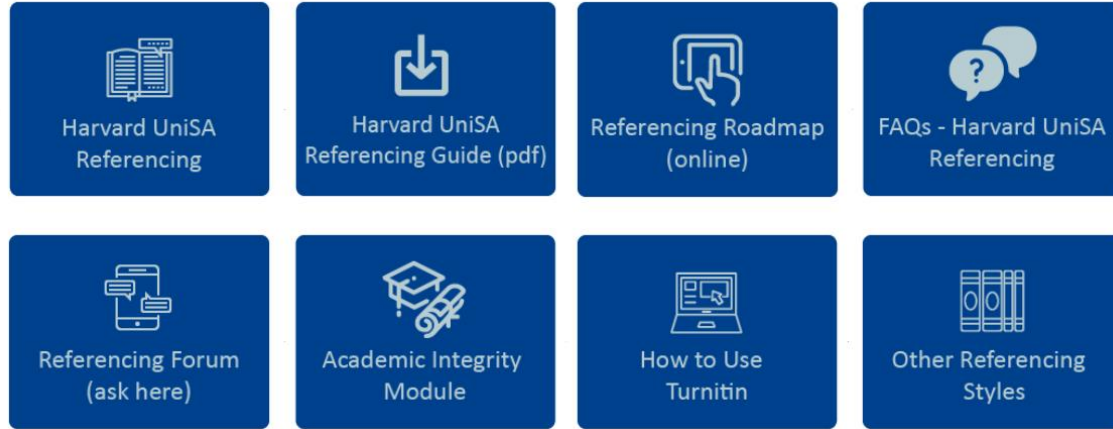 Harvard UniSA
Referencing
Harvard UniSA
Referencing Guide (pdf)
Referencing Roadmap
(online)
?
FAQs - Harvard UniSA
Referencing
Referencing Forum
(ask here)
Academic Integrity
Module
How to Use
Turnitin
Other Referencing
Styles